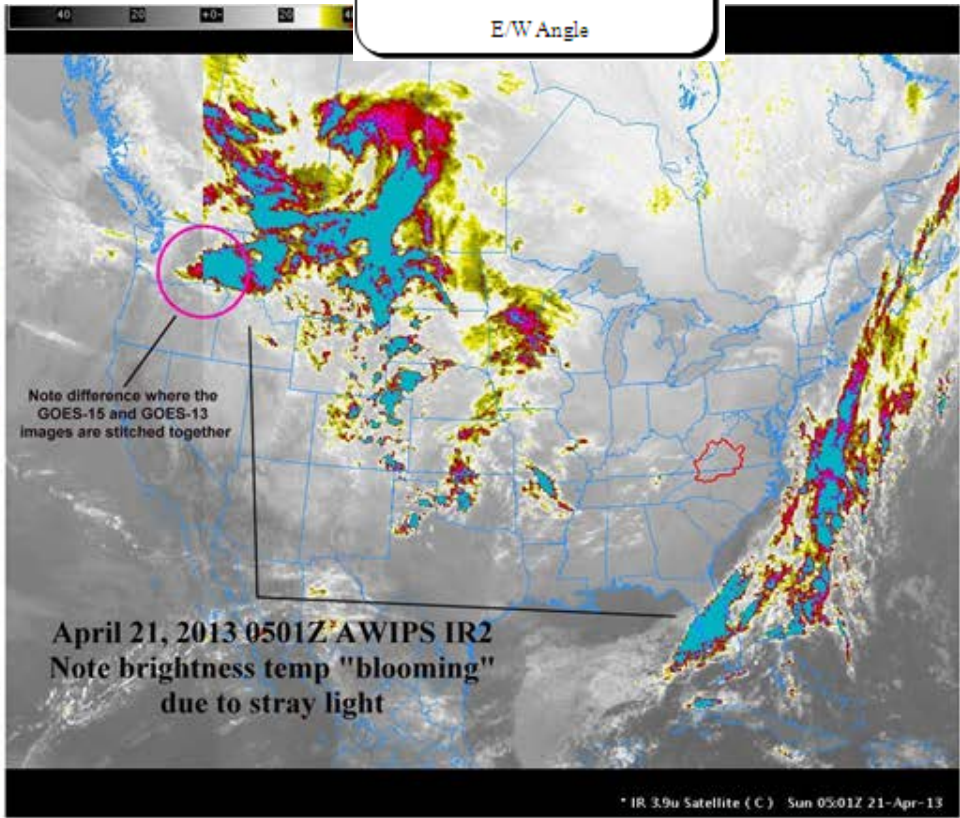 40 20 +0- 20
E/W Angle
Note difference where the
GOES-15 and GOES-13
images are stitched together
April 21, 2013 0501Z AWIPS IR2
Note brightness temp "blooming"
due to stray light
* IR 3.9u Satellite ( C ) Sun 05:01Z 21-Apr-13